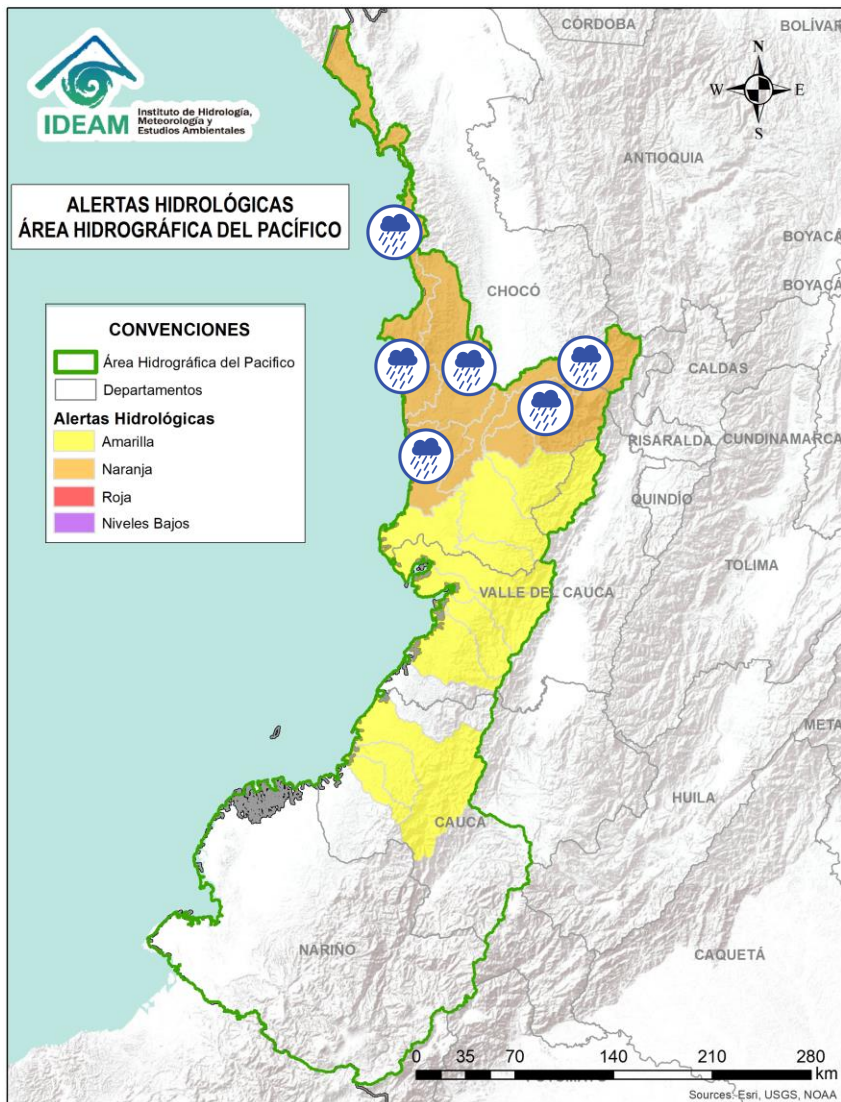 CÓRDOBA
BOLÍVAR
IDEAM
Instituto de Hidrología,
Meteorología y
Estudios Ambientales
N
W
E
S
ANTIOQUIA
ALERTAS HIDROLÓGICAS
ÁREA HIDROGRÁFICA DEL PACÍFICO
BOYACÁ
BOYACÁ
CHOCÓ
CONVENCIONES
Área Hidrográfica del Pacifico
Departamentos
Alertas Hidrológicas
Amarilla
Naranja
Roja
Niveles Bajos
CALDAS
RISARALDA
CUNDINAMARCA
QUINDÍO
TOLIMA
VALLE DEL CAUCA
META
HUILA
CAUCA
NARIÑO
CAQUETÁ
0 35 70 140 210 280
km
Sources: Esri, USGS, NOAA